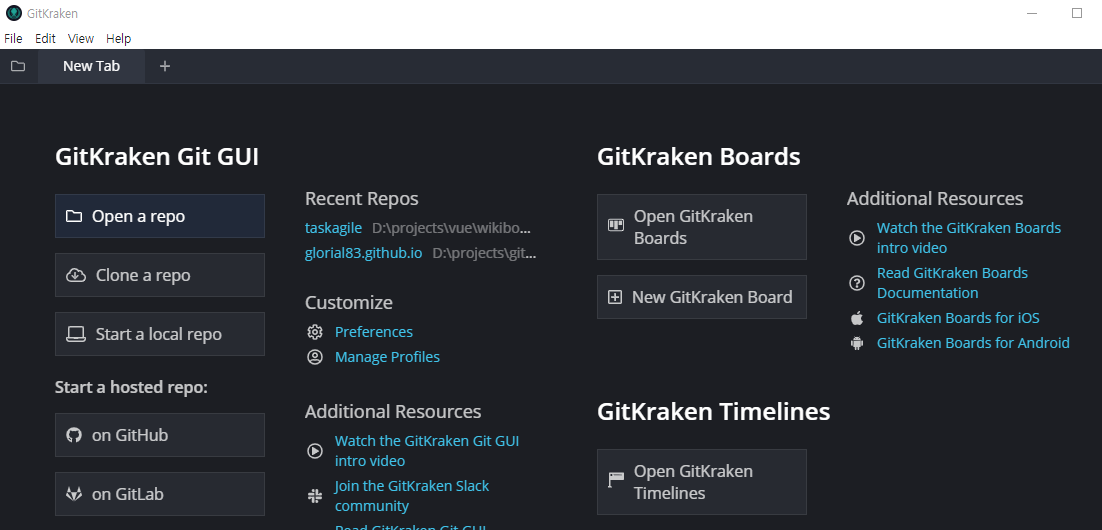 GitKraken
File Edit View Help
New Tab
GitKraken Git GUI
Open a repo
Clone a repo
Start a local repo
Start a hosted repo:
on GitHub
on GitLab
Recent Repos
taskagile D:\projects\vue\wikibo...
glorial83.github.io D:\projects\git...
Customize
Preferences
Manage Profiles
Additional Resources
Watch the GitKraken Git GUI
intro video
Join the GitKraken Slack
community
Read GitKraken Git GUI
GitKraken Boards
Open GitKraken
Boards
New GitKraken Board
Additional Resources
Watch the GitKraken Boards
intro video
Read GitKraken Boards
Documentation
GitKraken Boards for iOS
GitKraken Boards for Android
GitKraken Timelines
Open GitKraken
Timelines